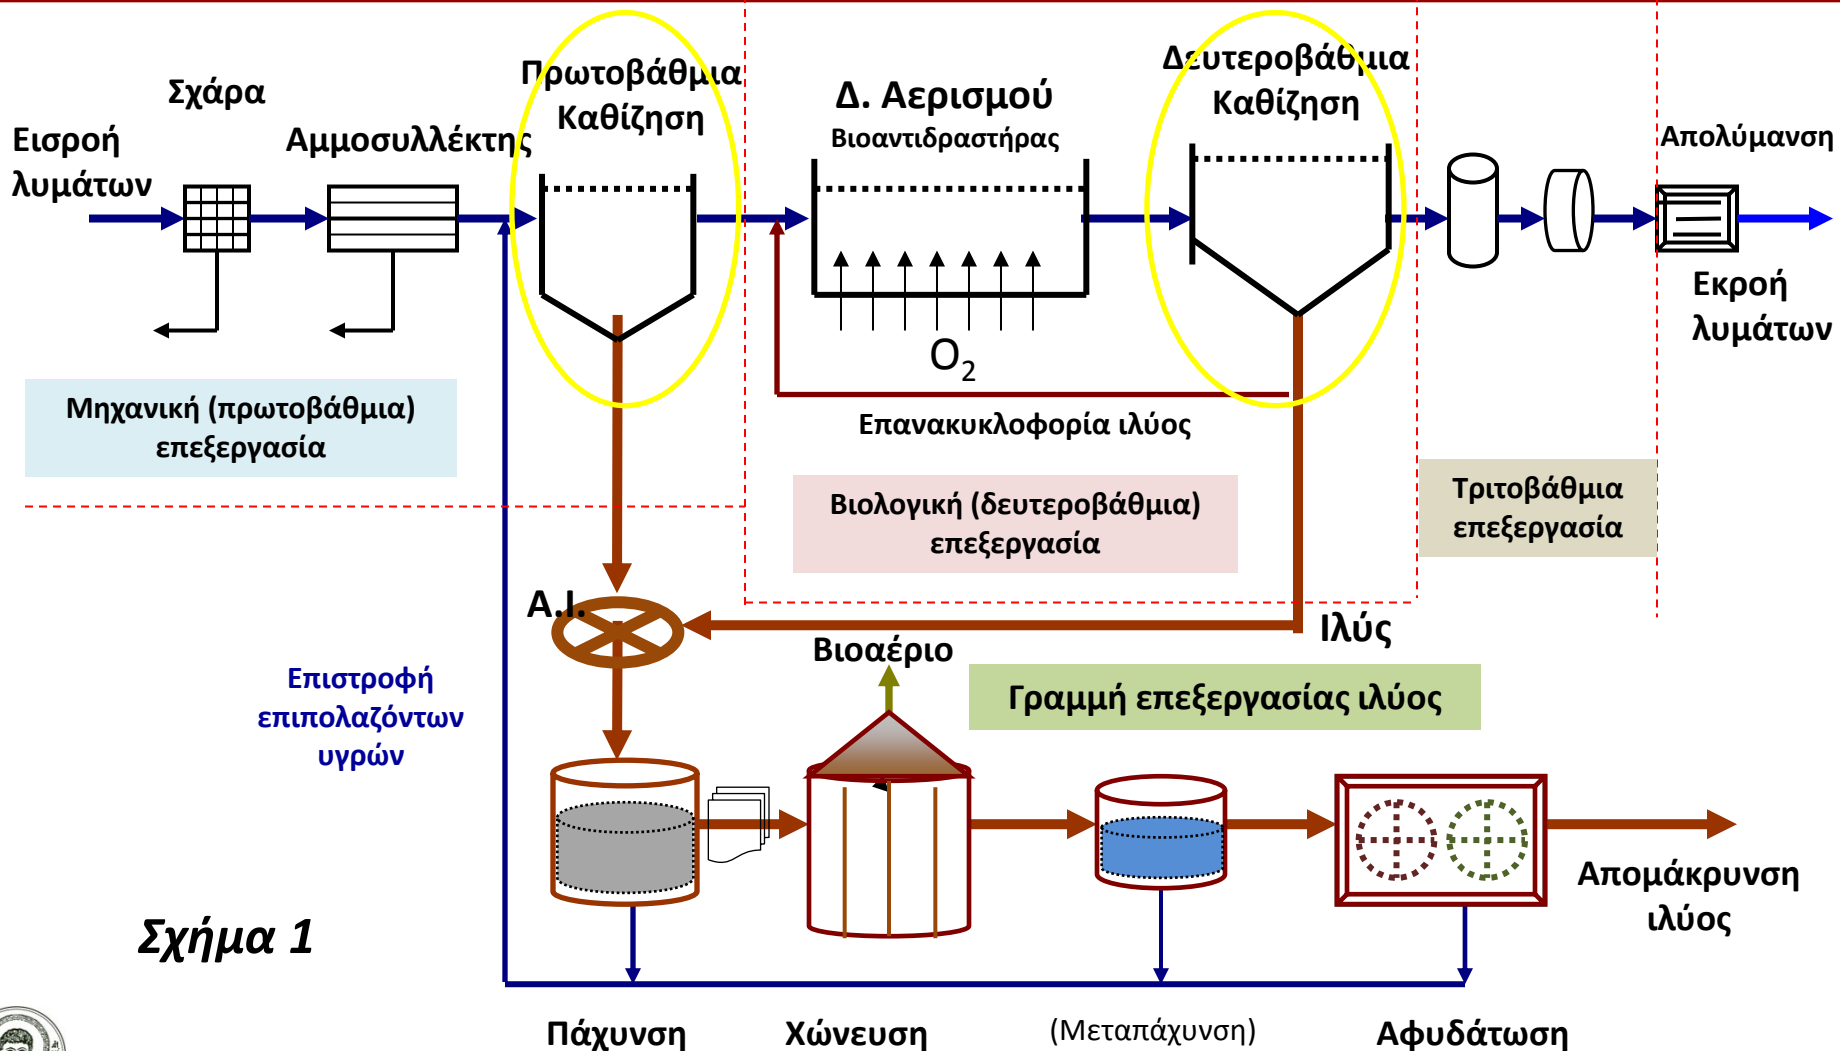 Σχάρα
Εισροή
λυμάτων
Αμμοσυλλέκτης
Πρωτοβάθμια
Καθίζηση
Δ. Αερισμού
Βιοαντιδραστήρας
Δευτεροβάθμια
Καθίζηση
Απολύμανση
Εκροή
λυμάτων
O2
Μηχανική (πρωτοβάθμια)
επεξεργασία
Επανακυκλοφορία ιλύος
Βιολογική (δευτεροβάθμια)
επεξεργασία
Τριτοβάθμια
επεξεργασία
Α.Ι.
Ιλύς
Βιοαέριο
Επιστροφή
επιπολαζόντων
υγρών
Γραμμή επεξεργασίας ιλύος
Απομάκρυνση
ιλύος
Σχήμα 1
Πάχυνση
Χώνευση
(Μεταπάχυνση)
Αφυδάτωση